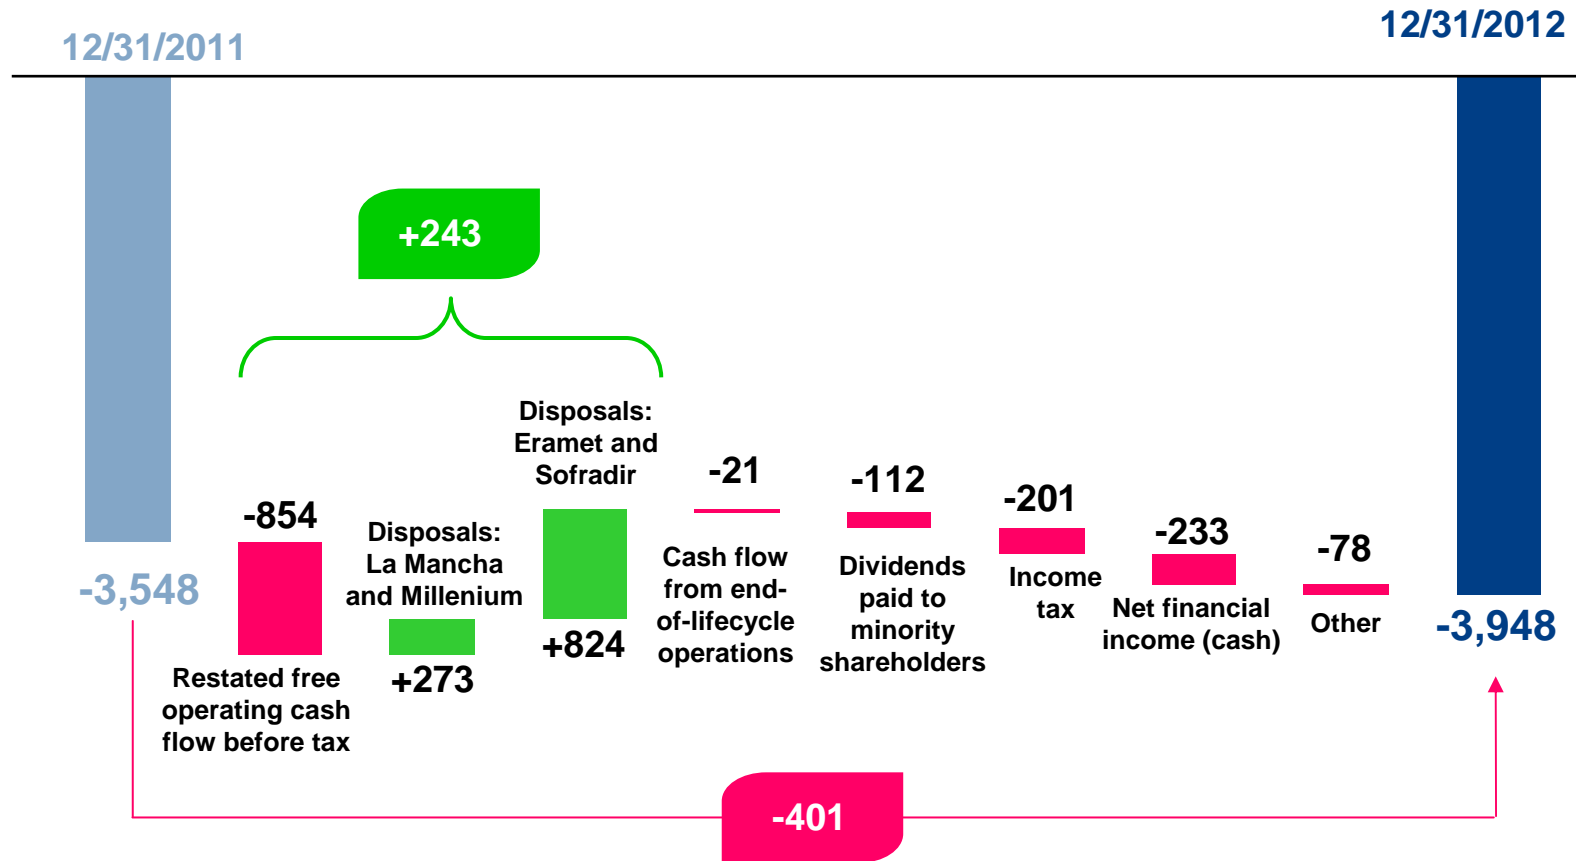 12/31/2011
12/31/2012
+243
-854
Restated free
operating cash
flow before tax
Disposals:
La Mancha
and Millenium
+273
Disposals:
Eramet and
Sofradir
+824
-21
Cash flow
from end-
of-lifecycle
operations
-112
Dividends
paid to
minority
shareholders
-201
Income
tax
-233
Net financial
income (cash)
-78
Other
-3,548
-3,948
-401